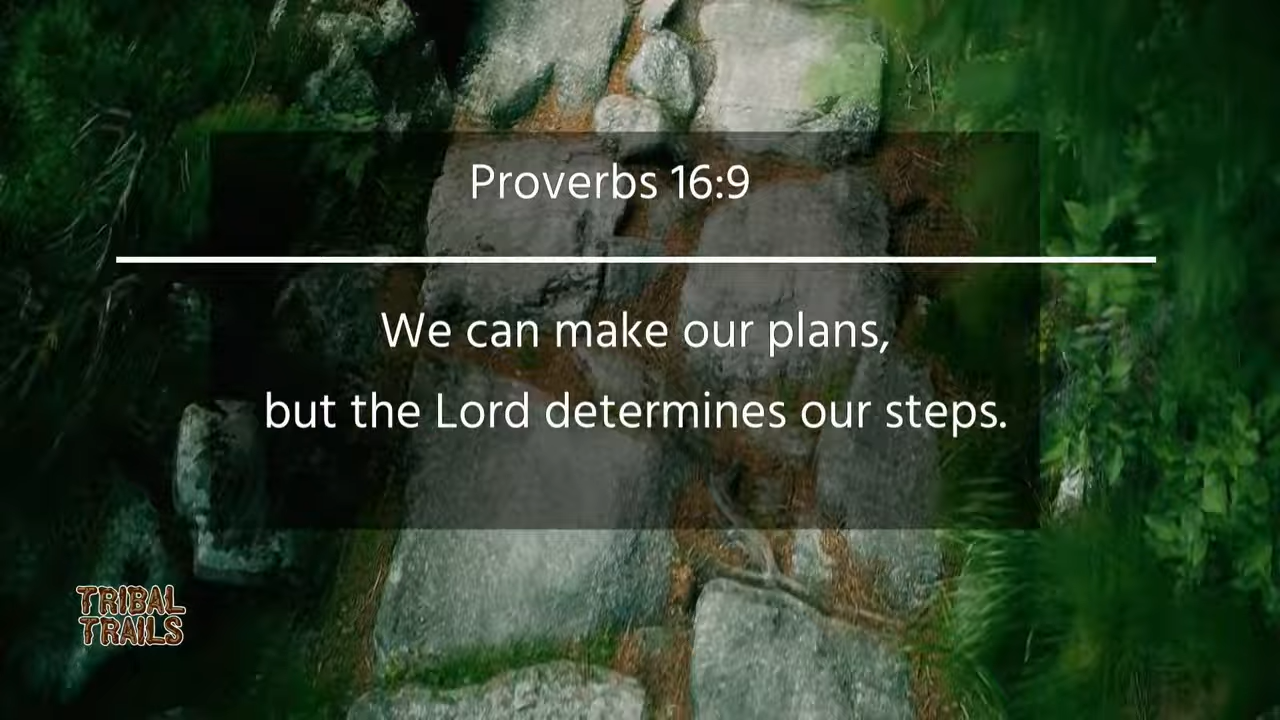 Proverbs 16:9
We can make our plans,
but the Lord determines our steps.
TRIBAL
TRAILS